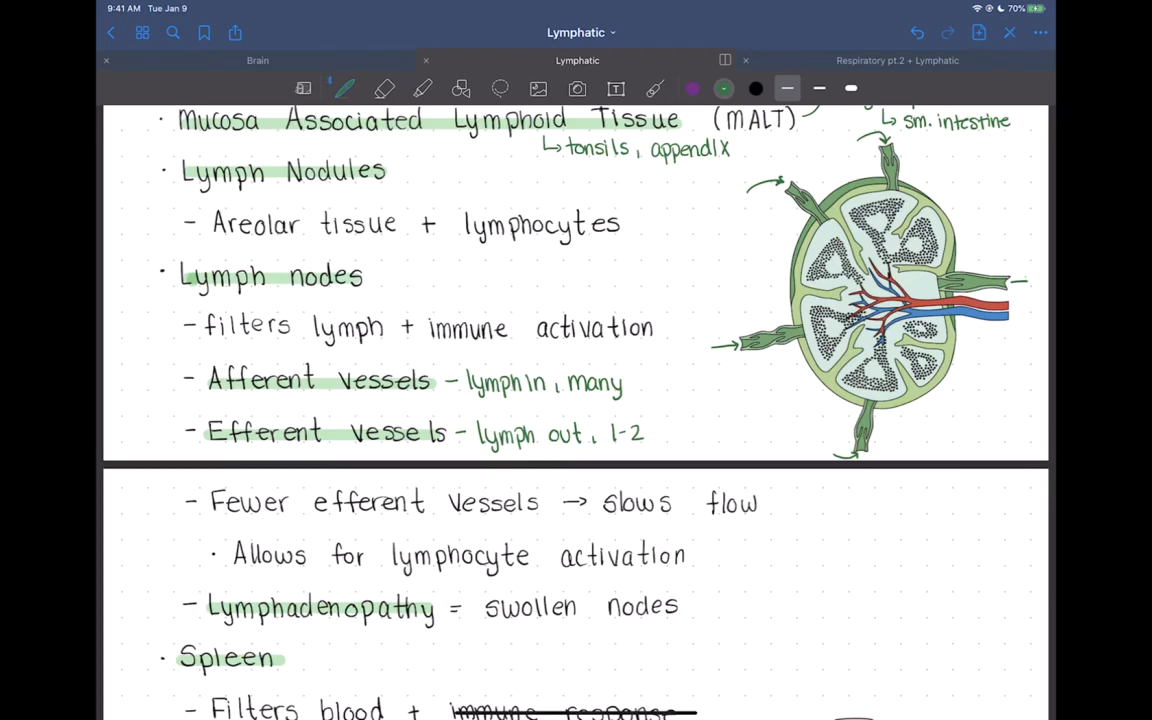 9:41 AM Tue Jan 9
70%
Lymphatic
Brain
Lymphatic
Respiratory pt.2 + Lymphatic
· Mucosa Associated Lymphoid Tissue (MALT)
↳ sm. intestine
↳ tonsils, appendix
· Lymph Nodules
- Areolar tissue + lymphocytes
· Lymph nodes
- filters lymph + immune activation
- Afferent vessels - lymph in, many
- Efferent vessels - lymph out, 1-2
- Fewer efferent vessels → slows flow
· Allows for lymphocyte activation
- Lymphadenopathy = swollen nodes
· Spleen
- Filters blood + immune response